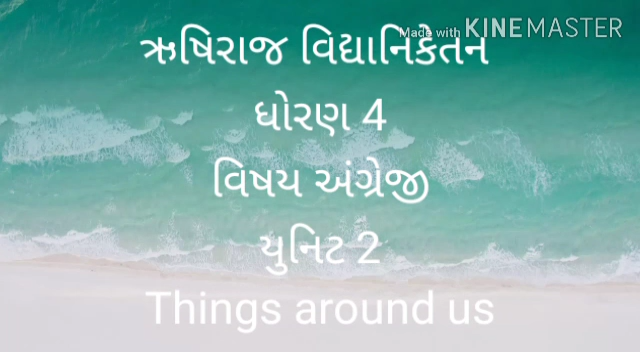 Made with KINEMASTER
ઋષિરાજ વિદ્યાનિકેતન
ધોરણ 4
વિષય અંગ્રેજી
યુનિટ 2
Things around us